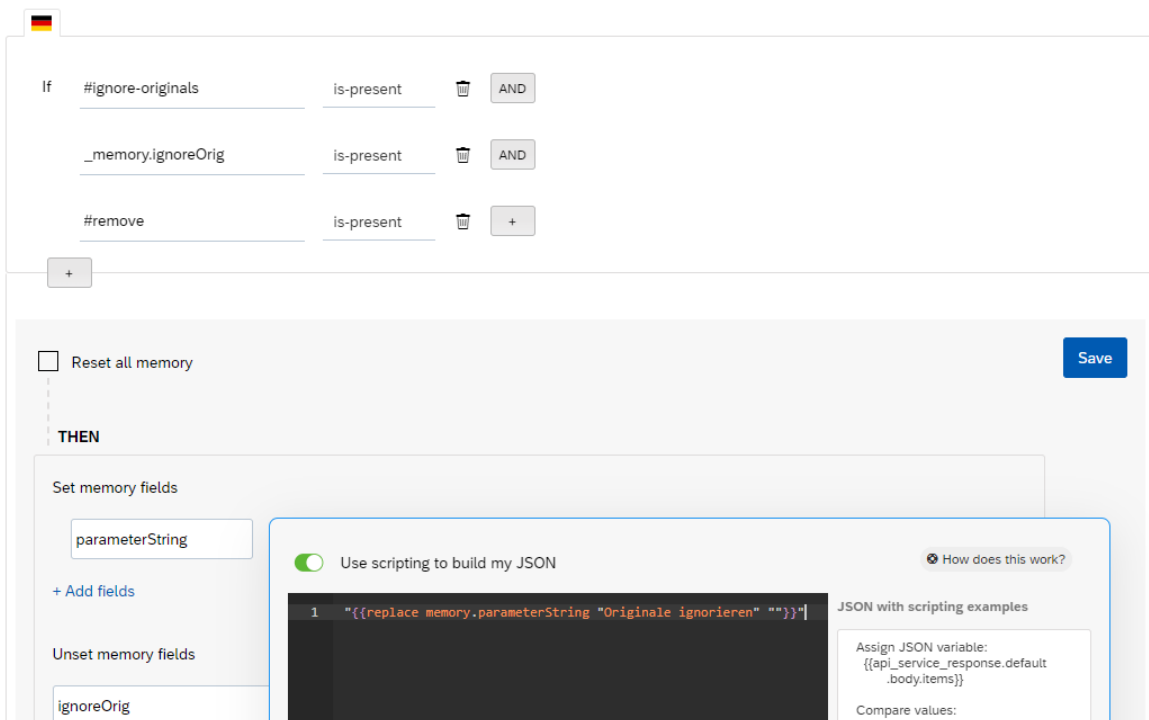 If #ignore-originals is-present AND
_memory.ignoreOrig is-present AND
#remove is-present +
+
Reset all memory Save
THEN
Set memory fields
parameterString
Use scripting to build my JSON How does this work?
+ Add fields
1 "{{replace memory.parameterString "Originale ignorieren" ""}}"
JSON with scripting examples
Unset memory fields
Assign JSON variable:
{{api_service_response.default
.body.items}}
ignoreOrig
Compare values: